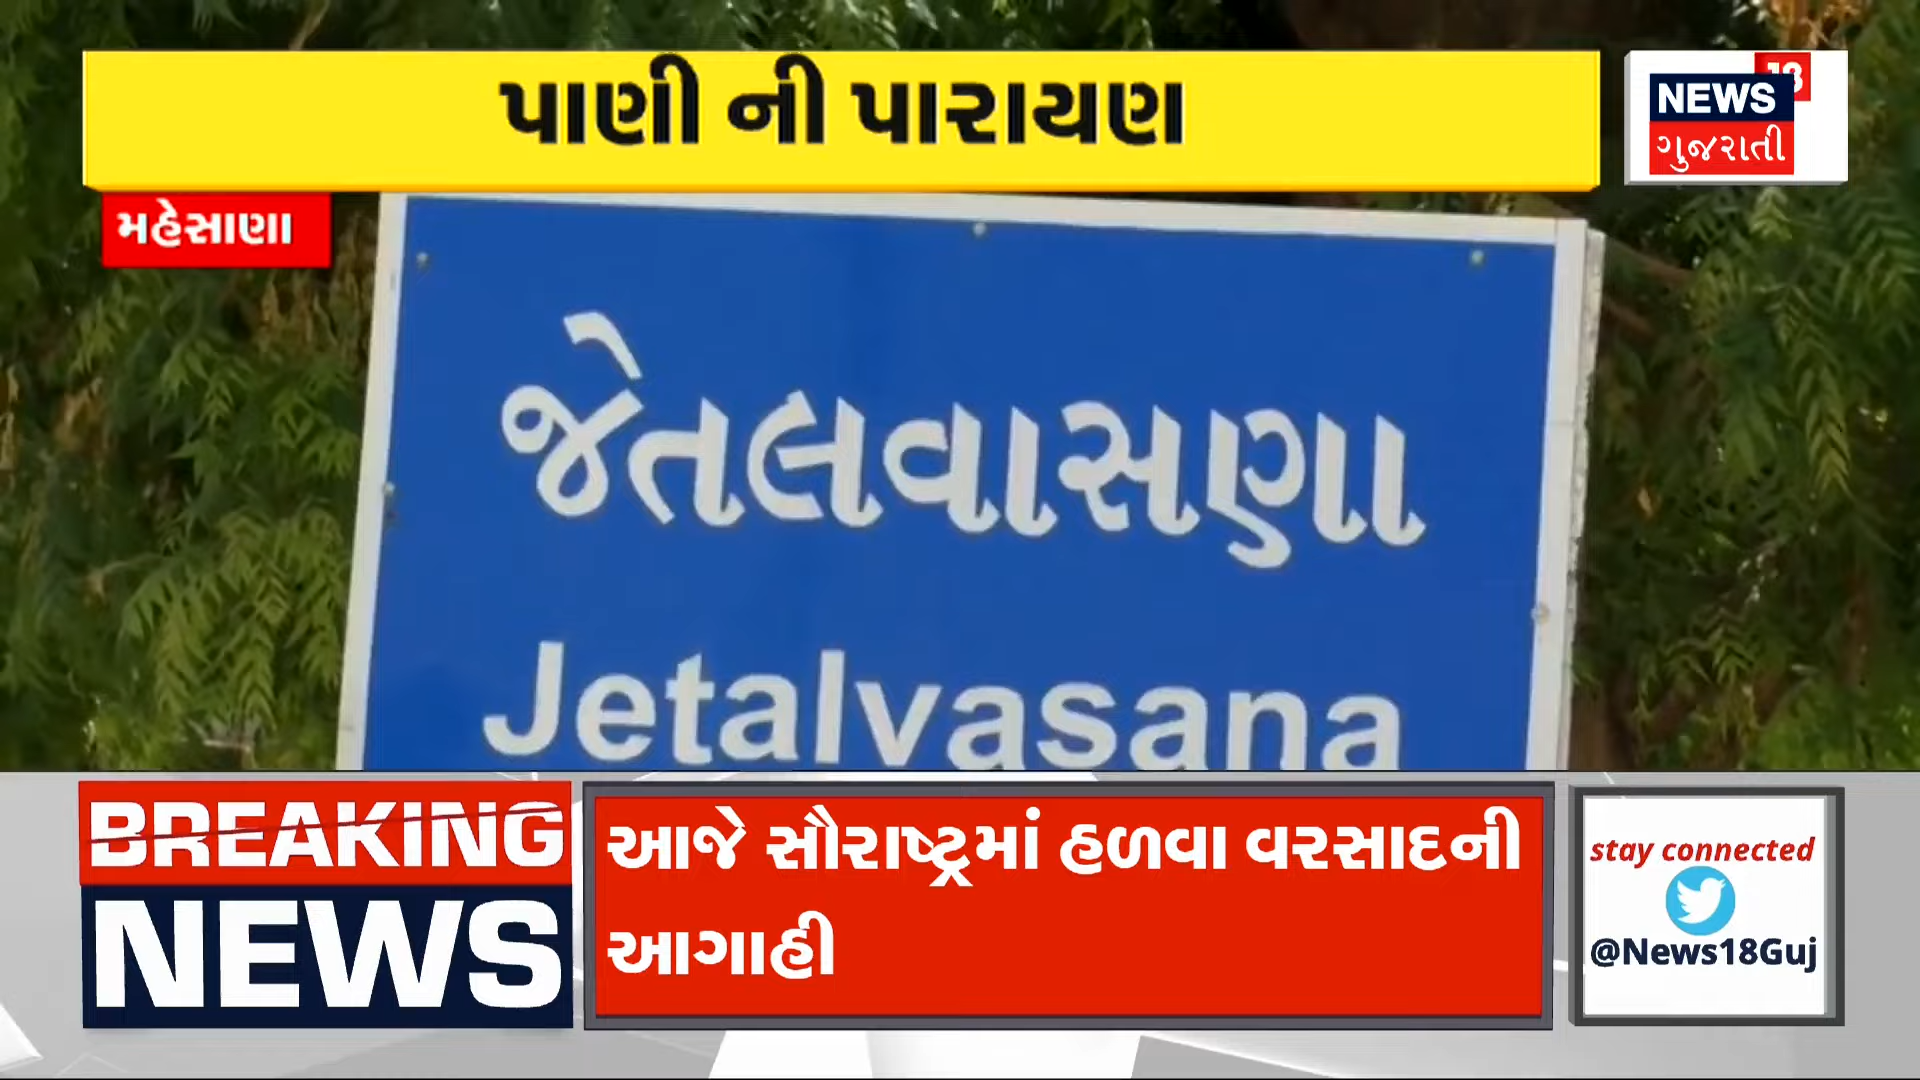 પાણી ની પારાયણ
18
NEWS
ગુજરાતી
મહેસાણા
જેતલવાસણા
Jetalvasana
BREAKING
NEWS
આજે સૌરાષ્ટ્રમાં હળવા વરસાદની
આગાહી
stay connected
@News18Guj